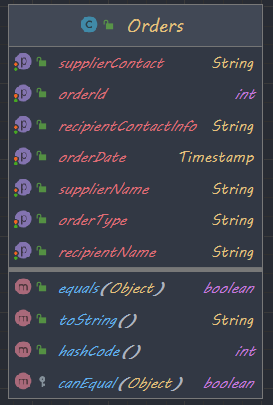 C Orders
p supplierContact String
p orderId int
p recipientContactInfo String
p orderDate Timestamp
p supplierName String
p orderType String
p recipientName String
m equals(Object) boolean
m toString() String
m hashCode() int
m canEqual(Object) boolean